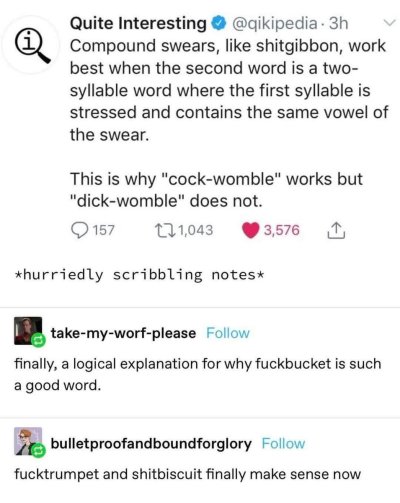 Quite Interesting @qikipedia · 3h
Compound swears, like shitgibbon, work
best when the second word is a two-
syllable word where the first syllable is
stressed and contains the same vowel of
the swear.
This is why "cock-womble" works but
"dick-womble" does not.
157 1,043 3,576
*hurriedly scribbling notes*
take-my-worf-please Follow
finally, a logical explanation for why fuckbucket is such
a good word.
bulletproofandboundforglory Follow
fucktrumpet and shitbiscuit finally make sense now